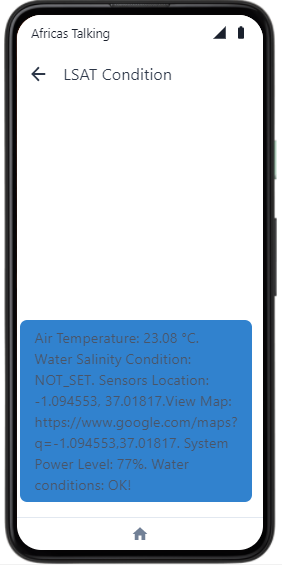 Africas Talking
LSAT Condition
Air Temperature: 23.08 °C.
Water Salinity Condition:
NOT_SET. Sensors Location:
-1.094553, 37.01817.View Map:
https://www.google.com/maps?
q=-1.094553,37.01817. System
Power Level: 77%. Water
conditions: OK!